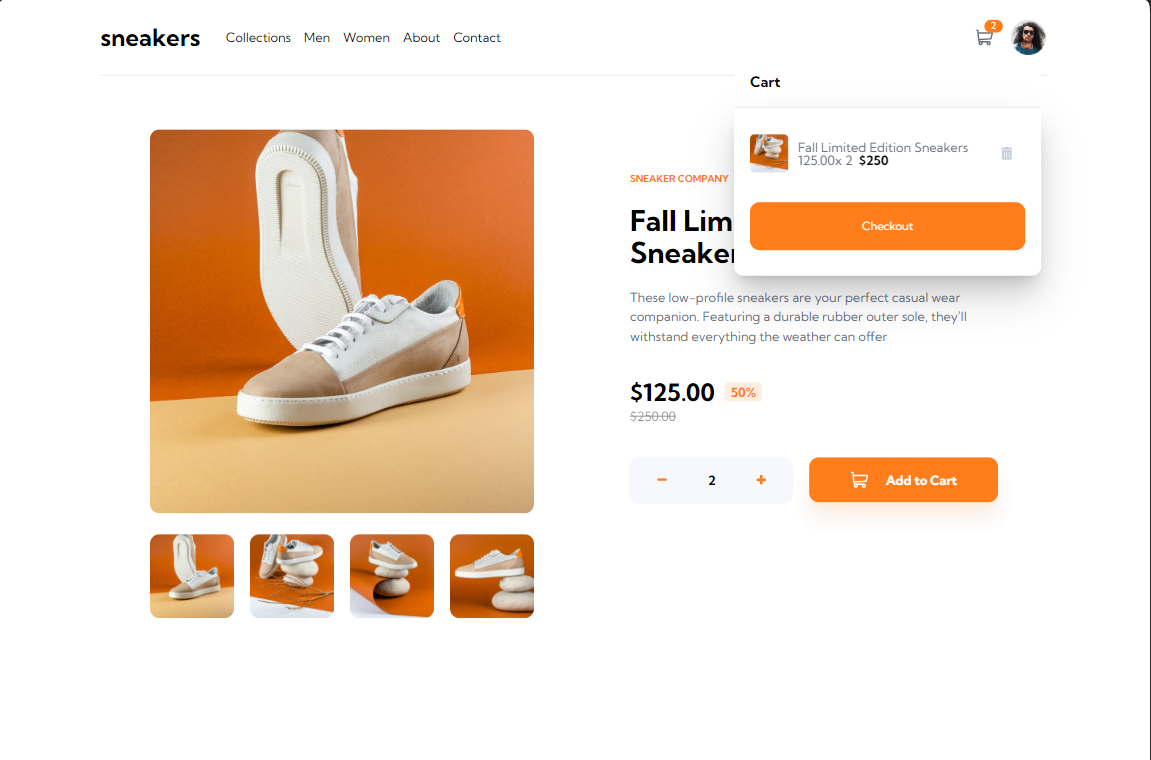 sneakers
Collections Men Women About Contact
2
Cart
Fall Limited Edition Sneakers
125.00x 2 $250
Checkout
SNEAKER COMPANY
Fall Lim
Sneaker
These low-profile sneakers are your perfect casual wear
companion. Featuring a durable rubber outer sole, they'll
withstand everything the weather can offer
$125.00 50%
$250.00
2
Add to Cart